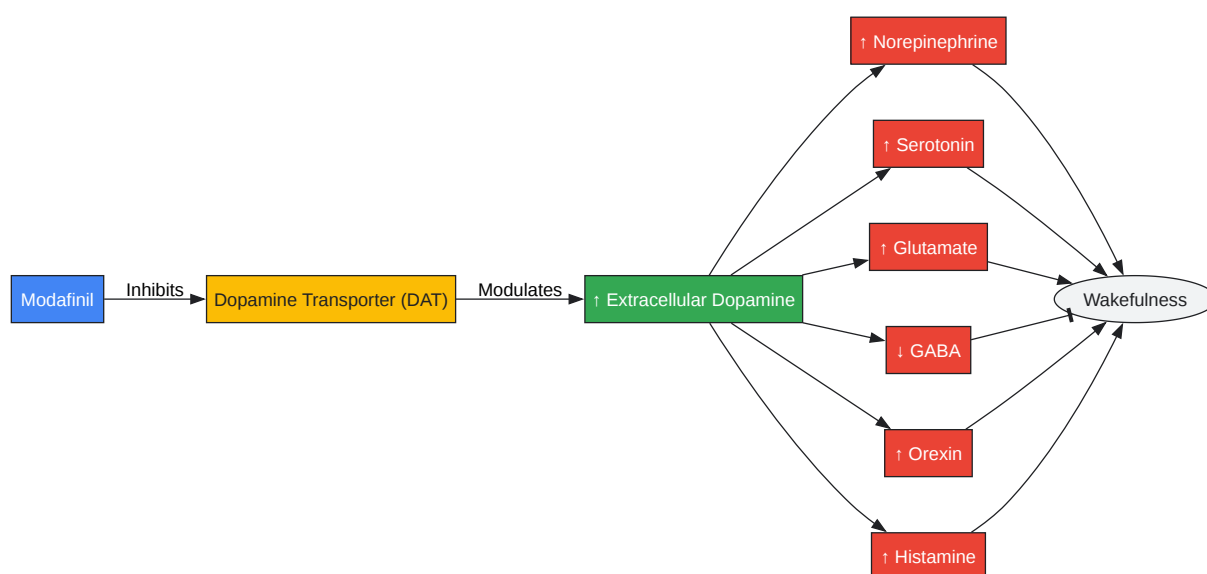 Modafinil
Inhibits
Dopamine Transporter (DAT)
Modulates
↑ Extracellular Dopamine
↑ Norepinephrine
↑ Serotonin
↑ Glutamate
↓ GABA
↑ Orexin
↑ Histamine
Wakefulness